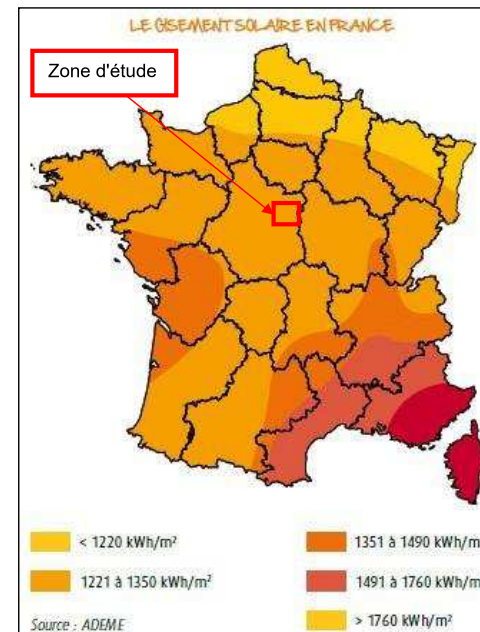 LE GISEMENT SOLAIRE EN FRANCE
Zone d'étude
< 1220 kWh/m²
1351 à 1490 kWh/m
1221 à 1350 kWh/m²
1491 à 1760 kWh/m
Source : ADEME
> 1760 kWh/m²